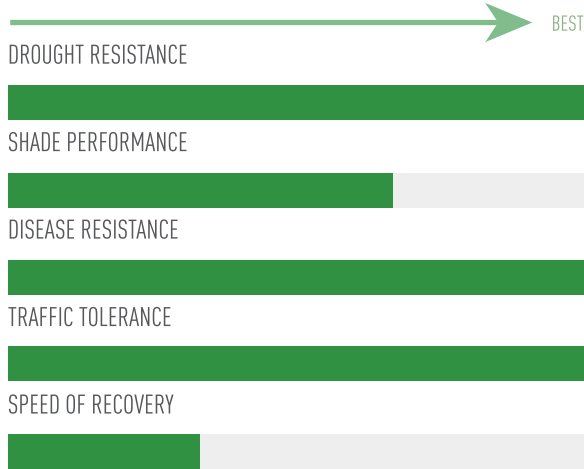 BEST
DROUGHT RESISTANCE
SHADE PERFORMANCE
DISEASE RESISTANCE
TRAFFIC TOLERANCE
SPEED OF RECOVERY